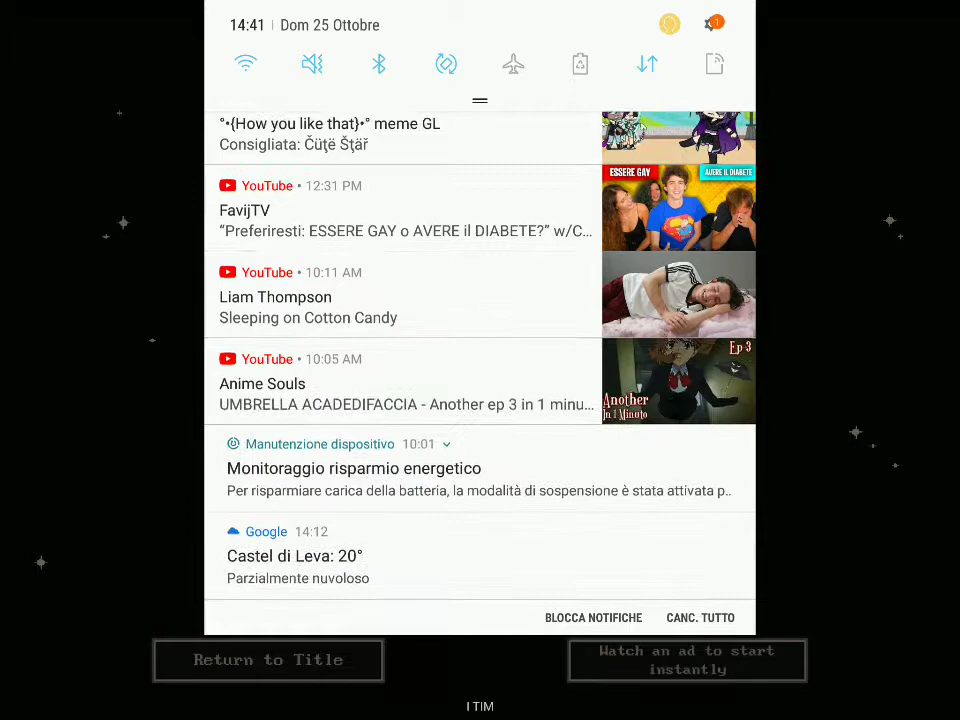 14:41 Dom 25 Ottobre
1
°•{How you like that}•° meme GL
Consigliata: Čüţë Šţäř
YouTube • 12:31 PM
FavijTV
“Preferiresti: ESSERE GAY o AVERE il DIABETE?” w/C...
ESSERE GAY
AVERE IL DIABETE
YouTube • 10:11 AM
Liam Thompson
Sleeping on Cotton Candy
YouTube • 10:05 AM
Anime Souls
UMBRELLA ACADEDIFACCIA - Another ep 3 in 1 minu...
Ep 3
Another
In 1 Minuto
Manutenzione dispositivo 10:01
Monitoraggio risparmio energetico
Per risparmiare carica della batteria, la modalità di sospensione è stata attivata p..
Google 14:12
Castel di Leva: 20°
Parzialmente nuvoloso
BLOCCA NOTIFICHE CANC. TUTTO
Return to Title
Watch an ad to start
instantly
I TIM